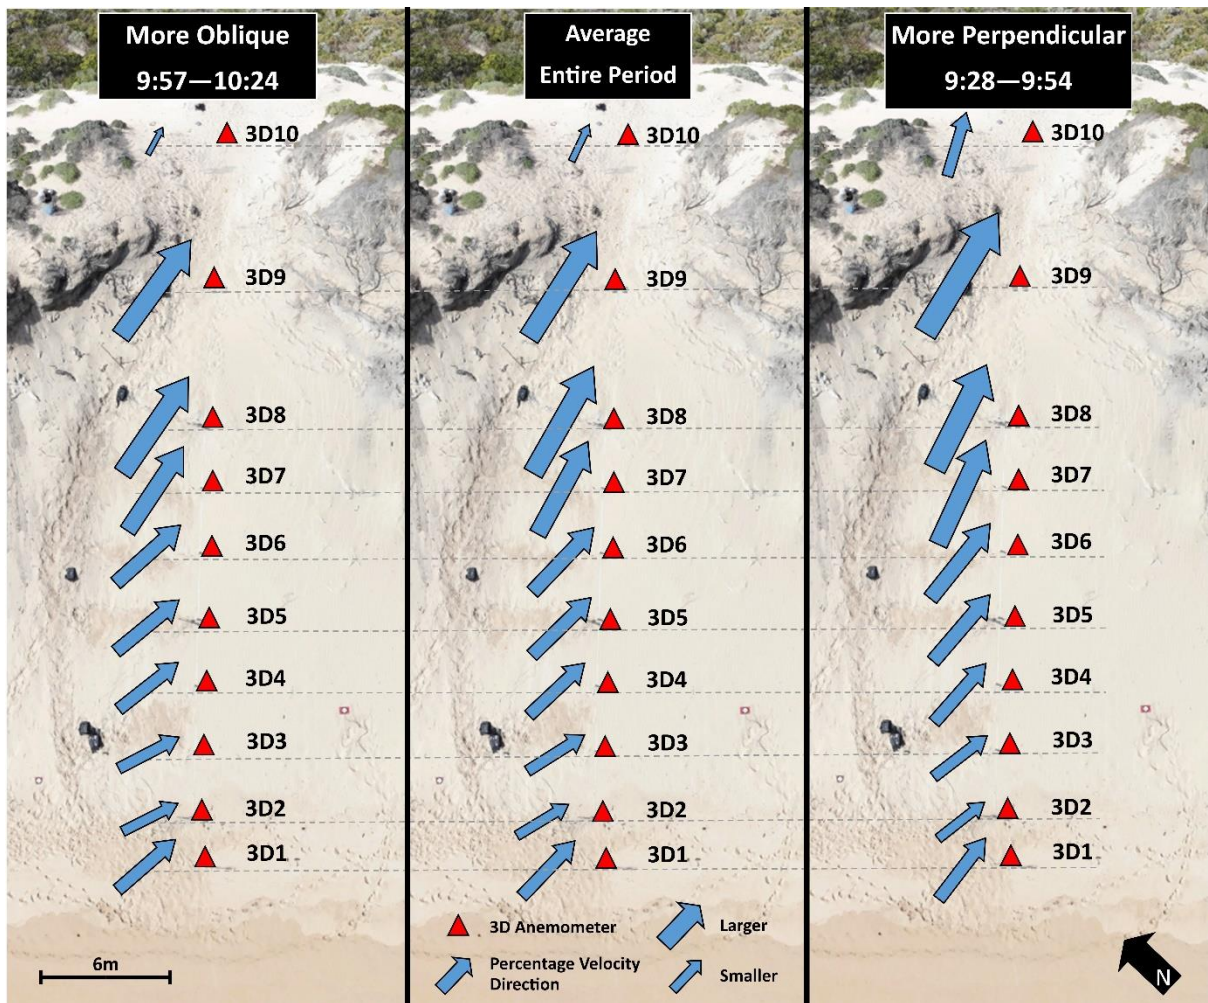 More Oblique
9:57—10:24
Average
Entire Period
More Perpendicular
9:28—9:54
3D10
3D9
3D8
3D7
3D6
3D5
3D4
3D3
3D2
3D1
3D10
3D9
3D8
3D7
3D6
3D5
3D4
3D3
3D2
3D1
3D10
3D9
3D8
3D7
3D6
3D5
3D4
3D3
3D2
3D1
6m
3D Anemometer
Percentage Velocity
Direction
Larger
Smaller
N